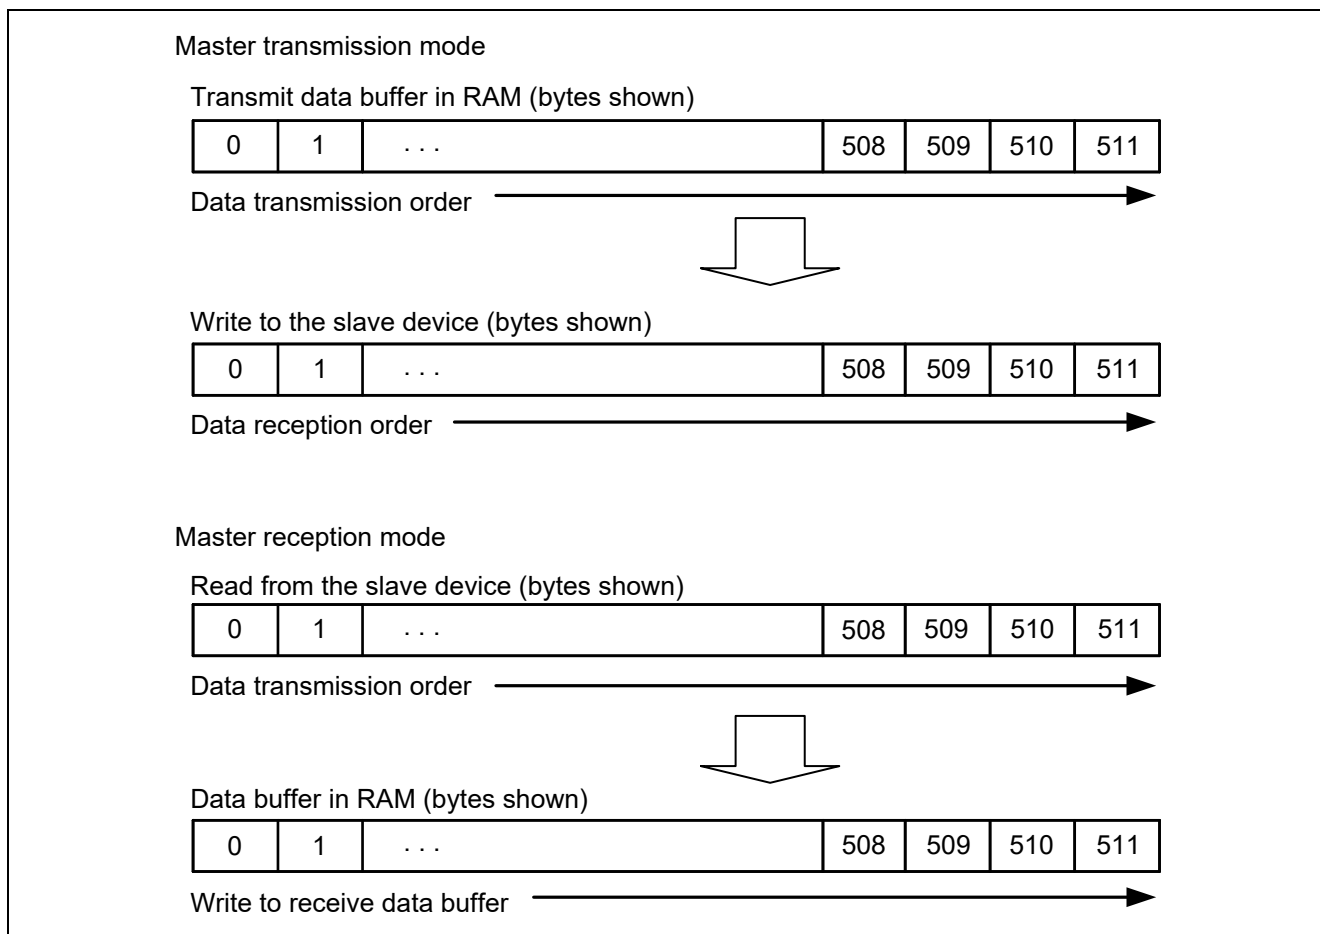 Master transmission mode
Transmit data buffer in RAM (bytes shown)
0 1 . . . 508 509 510 511
Data transmission order
Write to the slave device (bytes shown)
0 1 . . . 508 509 510 511
Data reception order
Master reception mode
Read from the slave device (bytes shown)
0 1 . . . 508 509 510 511
Data transmission order
Data buffer in RAM (bytes shown)
0 1 . . . 508 509 510 511
Write to receive data buffer